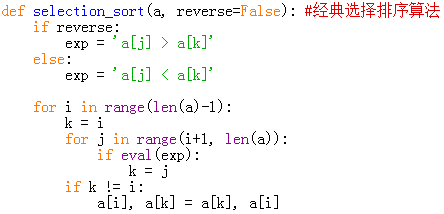 def selection_sort(a, reverse=False): #经典选择排序算法
    if reverse:
        exp = 'a[j] > a[k]'
    else:
        exp = 'a[j] < a[k]'

    for i in range(len(a)-1):
        k = i
        for j in range(i+1, len(a)):
            if eval(exp):
                k = j
        if k != i:
            a[i], a[k] = a[k], a[i]